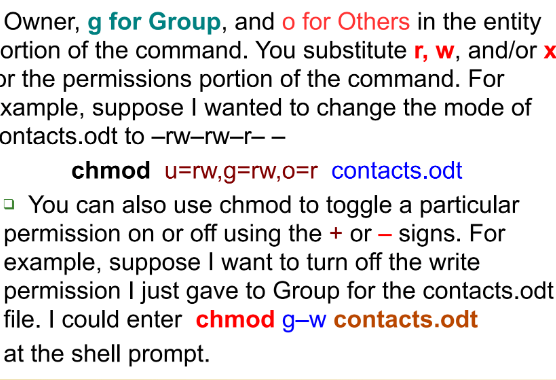 Owner, g for Group, and o for Others in the entity
ortion of the command. You substitute r, w, and/or x
or the permissions portion of the command. For
xample, suppose I wanted to change the mode of
ontacts.odt to –rw–rw–r– –
chmod u=rw,g=rw,o=r contacts.odt
You can also use chmod to toggle a particular
permission on or off using the + or – signs. For
example, suppose I want to turn off the write
permission I just gave to Group for the contacts.odt
file. I could enter chmod g–w contacts.odt
at the shell prompt.